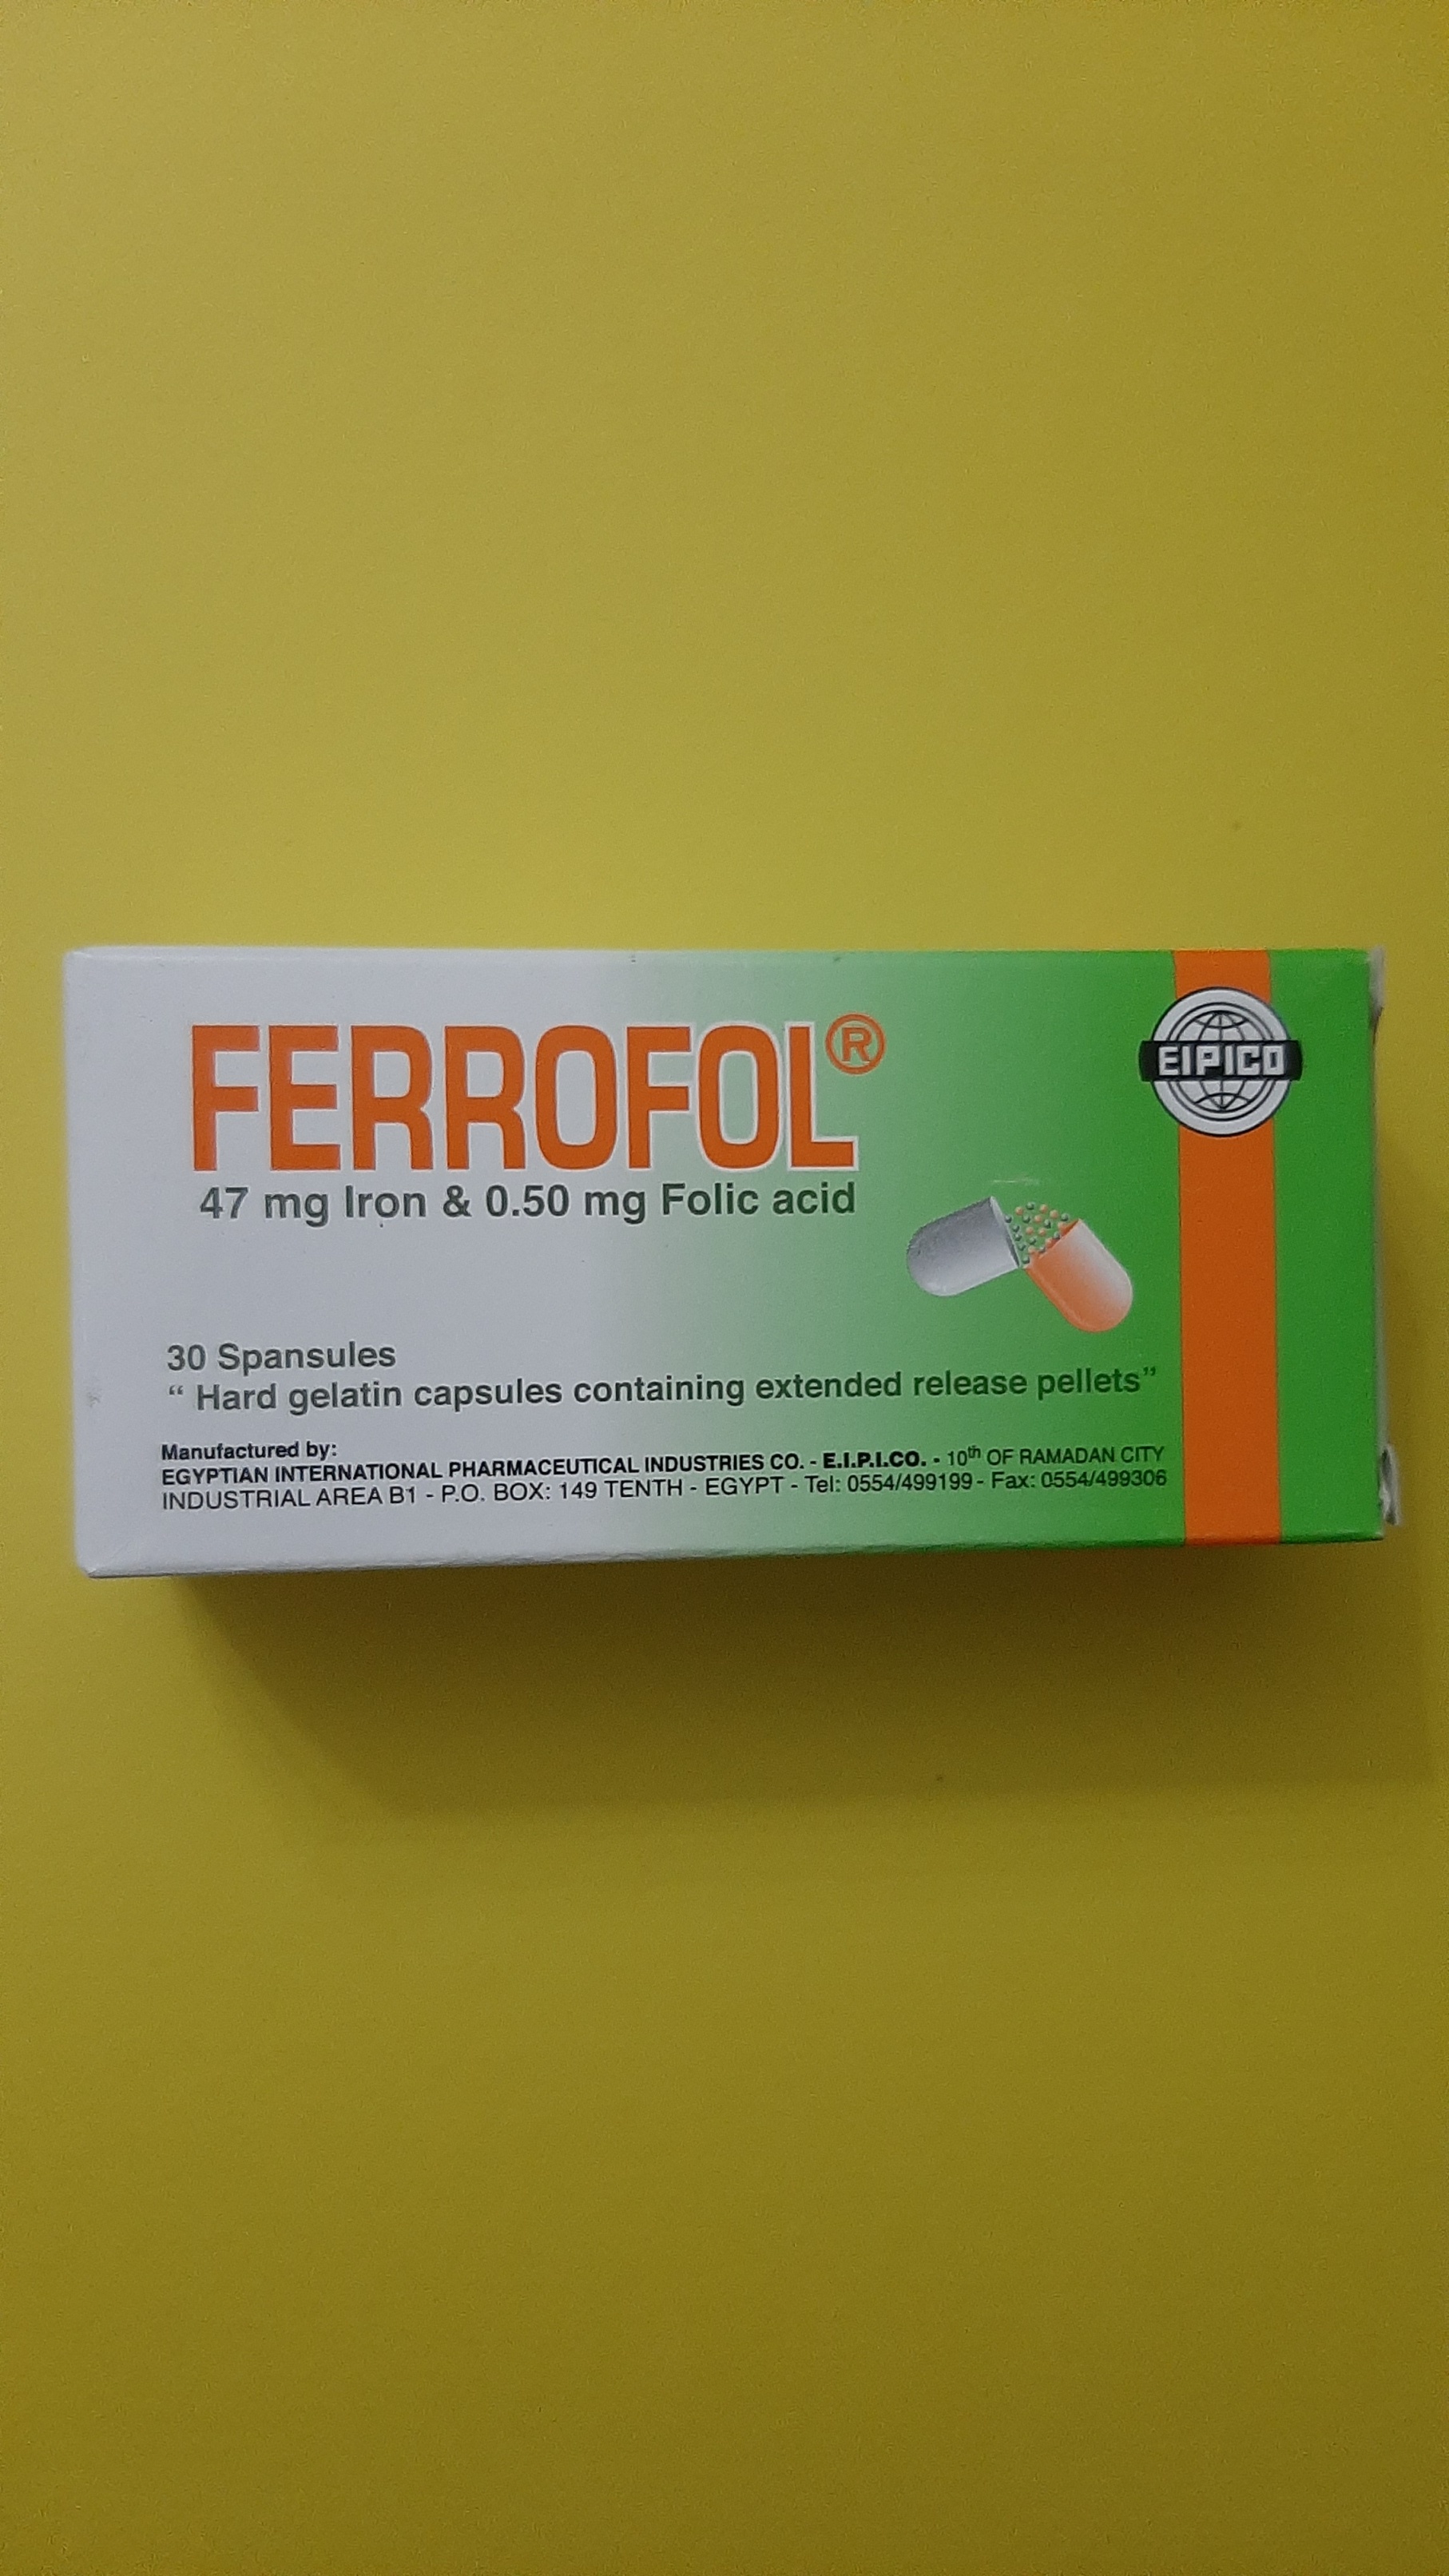 FERROFOL®
EIPICO
47 mg Iron & 0.50 mg Folic acid
30 Spansules
“ Hard gelatin capsules containing extended release pellets”
Manufactured by:
EGYPTIAN INTERNATIONAL PHARMACEUTICAL INDUSTRIES CO. - E.I.P.I.CO. - 10th OF RAMADAN CITY
INDUSTRIAL AREA B1 - P.O. BOX: 149 TENTH - EGYPT - Tel: 0554/499199 - Fax: 0554/499306